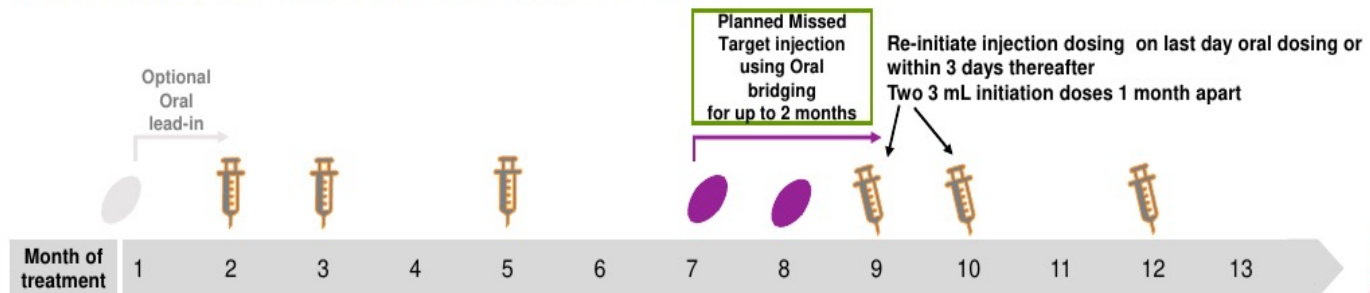 Optional
Oral
lead-in
Planned Missed
Target injection
using Oral
bridging
for up to 2 months
Re-initiate injection dosing on last day oral dosing or
within 3 days thereafter
Two 3 mL initiation doses 1 month apart
Month of
treatment
1 2 3 4 5 6 7 8 9 10 11 12 13